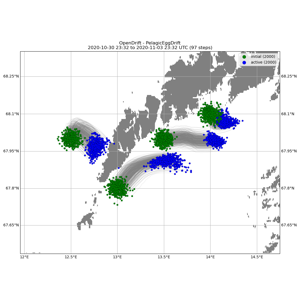 OpenDrift - PelagicEggDrift
2020-10-30 23:32 to 2020-11-03 23:32 UTC (97 steps)
initial (2000)
active (2000)
68.25°N
68.25°N
68.1°N
68.1°N
67.95°N
67.95°N
67.8°N
67.8°N
67.65°N
67.65°N
12°E
12.5°E
13°E
13.5°E
14°E
14.5°E